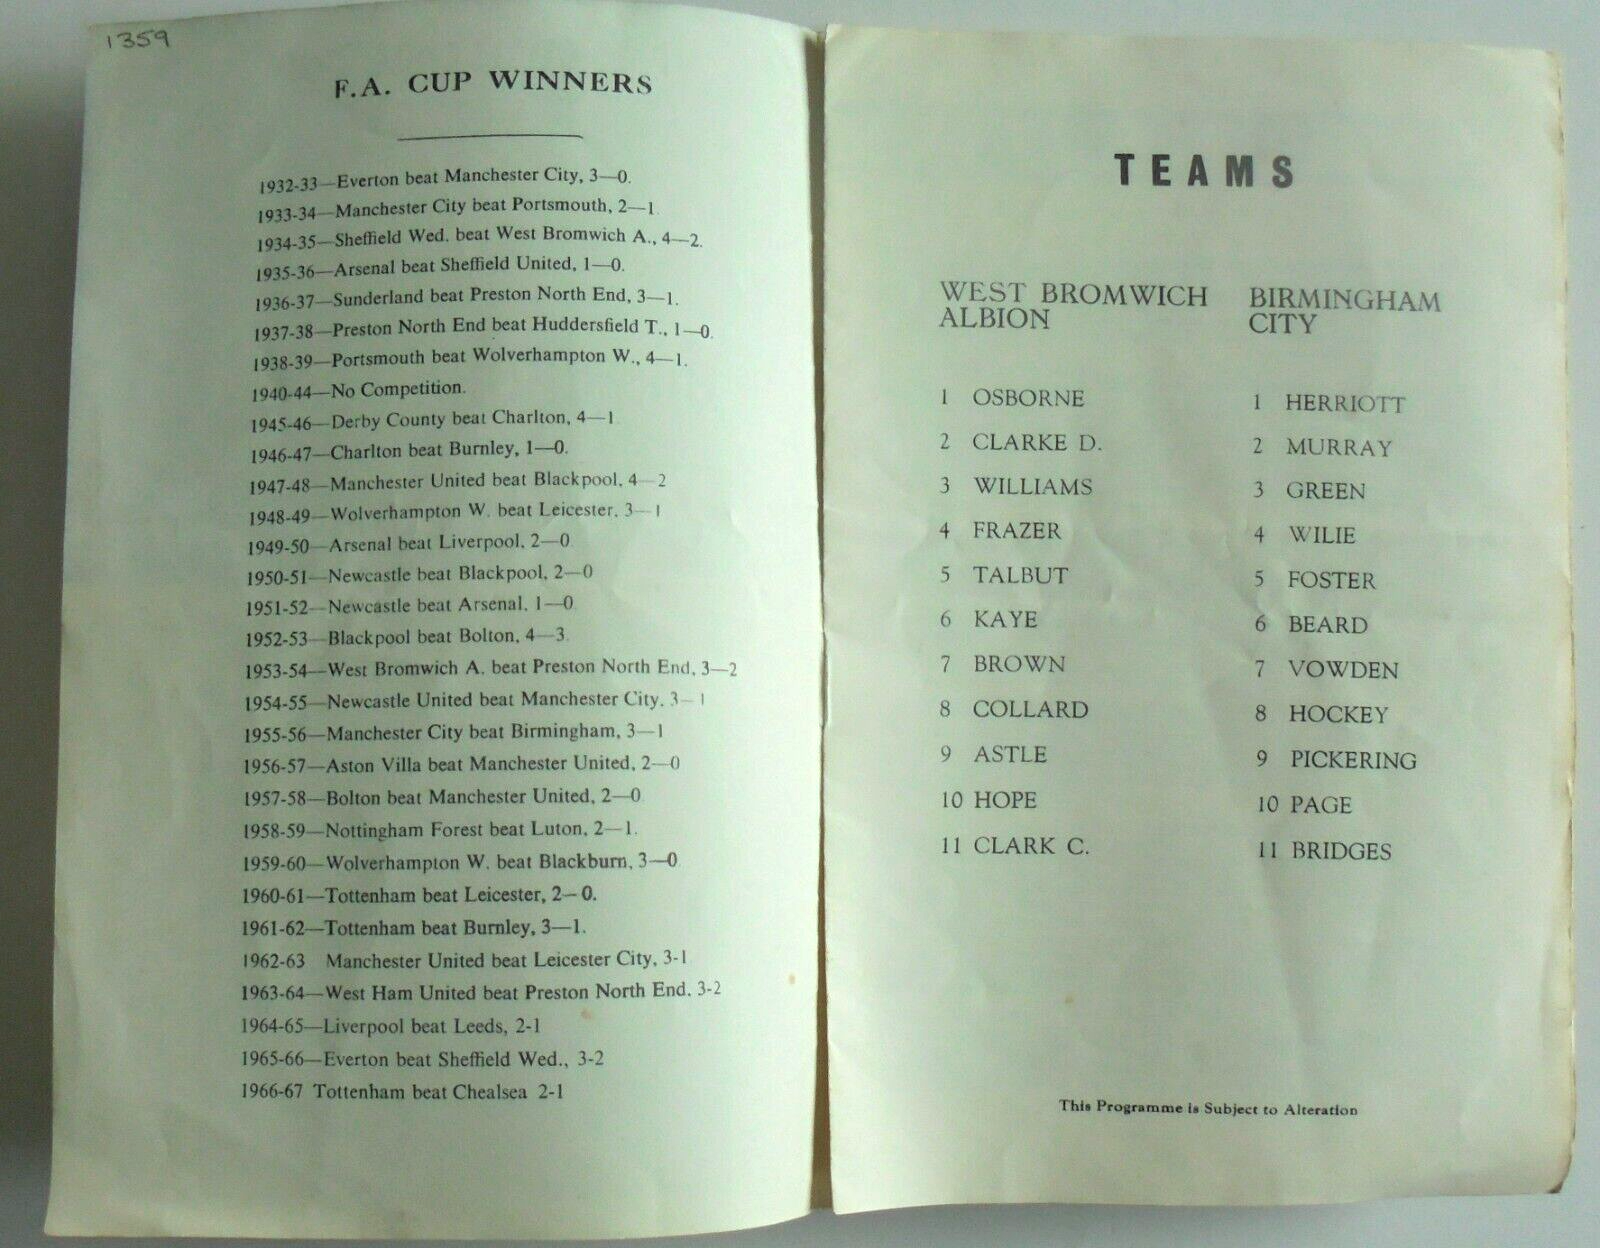 1359
F.A. CUP WINNERS
1932-33—Everton beat Manchester City, 3—0.
1933-34—Manchester City beat Portsmouth, 2—1
1934-35—Sheffield Wed. beat West Bromwich A., 4—2.
1935-36—Arsenal beat Sheffield United, 1—0.
1936-37—Sunderland beat Preston North End, 3—1.
1937-38—Preston North End beat Huddersfield T., 1—0.
1938-39—Portsmouth beat Wolverhampton W., 4—1.
1940-44—No Competition.
1945-46—Derby County beat Charlton, 4—1
1946-47—Charlton beat Burnley, 1—0.
1947-48—Manchester United beat Blackpool, 4—2
1948-49—Wolverhampton W. beat Leicester, 3—1
1949-50—Arsenal beat Liverpool, 2—0
1950-51—Newcastle beat Blackpool, 2—0
1951-52—Newcastle beat Arsenal, 1—0
1952-53—Blackpool beat Bolton, 4—3
1953-54—West Bromwich A. beat Preston North End, 3—2
1954-55—Newcastle United beat Manchester City, 3—1
1955-56—Manchester City beat Birmingham, 3—1
1956-57—Aston Villa beat Manchester United, 2—0
1957-58—Bolton beat Manchester United, 2—0
1958-59—Nottingham Forest beat Luton, 2—1.
1959-60—Wolverhampton W. beat Blackburn, 3—0
1960-61—Tottenham beat Leicester, 2—0.
1961-62—Tottenham beat Burnley, 3—1.
1962-63 Manchester United beat Leicester City, 3-1
1963-64—West Ham United beat Preston North End, 3-2
1964-65—Liverpool beat Leeds, 2-1
1965-66—Everton beat Sheffield Wed., 3-2
1966-67 Tottenham beat Chealsea 2-1
TEAMS
WEST BROMWICH
ALBION
1 OSBORNE
2 CLARKE D.
3 WILLIAMS
4 FRAZER
5 TALBUT
6 KAYE
7 BROWN
8 COLLARD
9 ASTLE
10 HOPE
11 CLARK C.
BIRMINGHAM
CITY
1 HERRIOTT
2 MURRAY
3 GREEN
4 WILIE
5 FOSTER
6 BEARD
7 VOWDEN
8 HOCKEY
9 PICKERING
10 PAGE
11 BRIDGES
This Programme is Subject to Alteration